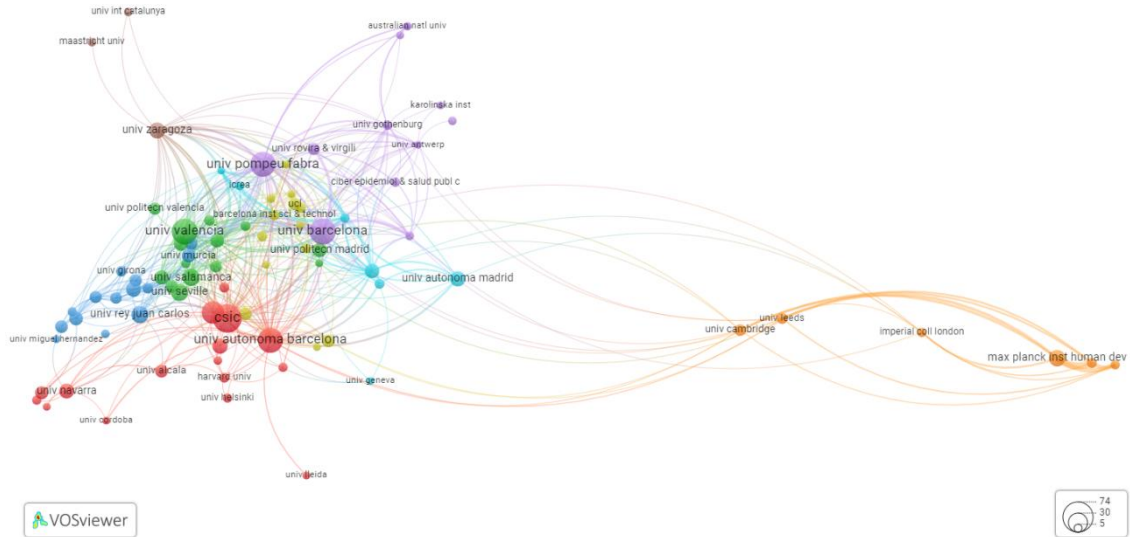 univ int catalunya
maastricht univ
australian natl univ
karolinska inst
univ zaragoza
univ gothenburg
univ antwerp
univ rovira & virgili
univ pompeu fabra
icrea
ciber epidemiol & salud publ c
uci
univ politecn valencia
barcelona inst sci & technol
univ valencia
univ barcelona
univ politecn madrid
univ murcia
univ girona
univ salamanca
univ autonoma madrid
univ seville
univ rey juan carlos
csic
univ leeds
univ cambridge
imperial coll london
univ miguel hernandez
univ autonoma barcelona
max planck inst human dev
univ alcala
harvard univ
univ geneva
univ navarra
univ helsinki
univ cordoba
univ lleida
VOSviewer
74
30
5